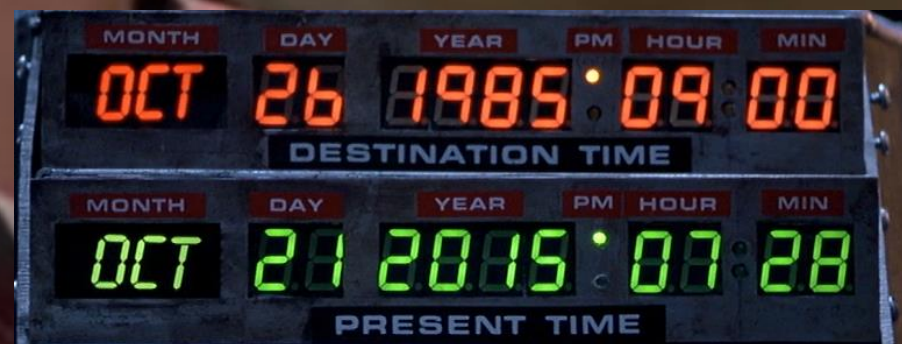 MONTH DAY YEAR PM HOUR MIN
OCT 26 1985 09 00
DESTINATION TIME
MONTH DAY YEAR PM HOUR MIN
OCT 21 2015 07 28
PRESENT TIME